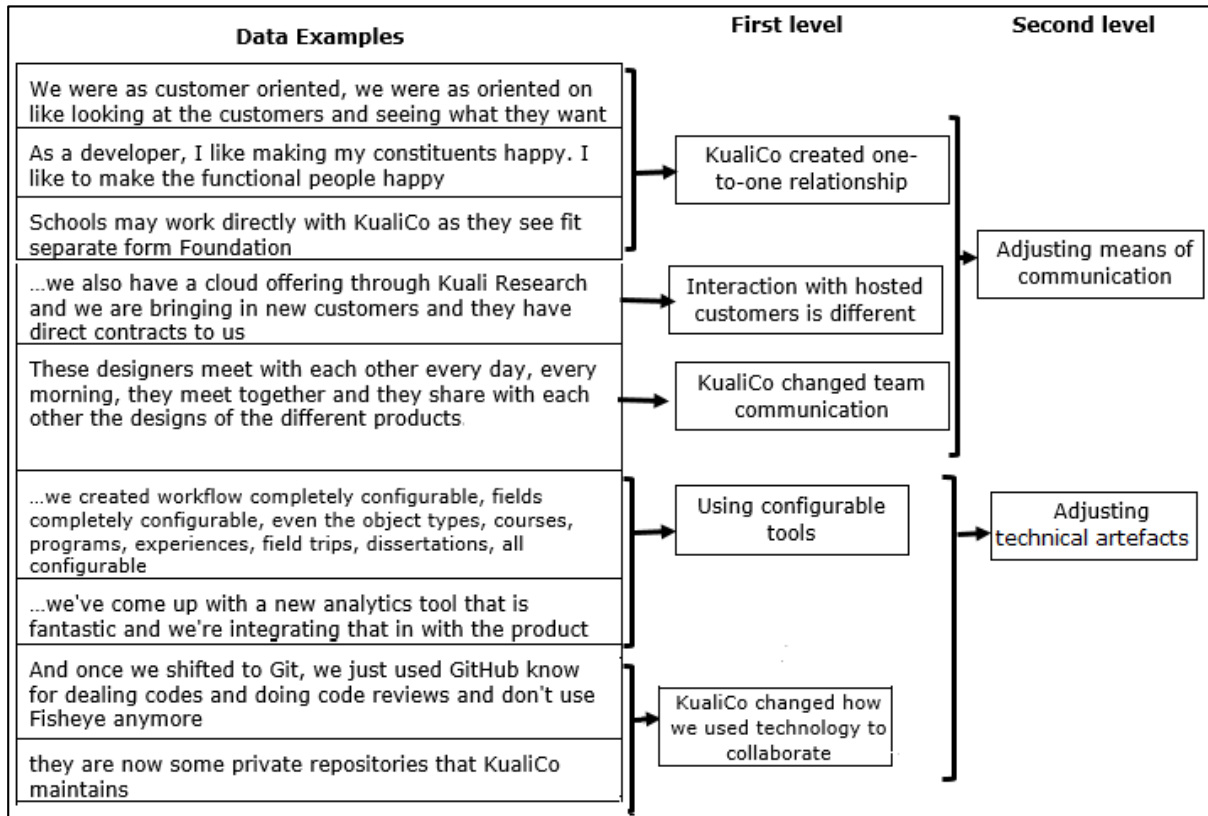 Data Examples
First level
Second level
We were as customer oriented, we were as oriented on
like looking at the customers and seeing what they want
As a developer, I like making my constituents happy. I
like to make the functional people happy
Schools may work directly with KualiCo as they see fit
separate form Foundation
KualiCo created one-
to-one relationship
...we also have a cloud offering through Kuali Research
and we are bringing in new customers and they have
direct contracts to us
Interaction with hosted
customers is different
These designers meet with each other every day, every
morning, they meet together and they share with each
other the designs of the different products.
KualiCo changed team
communication
Adjusting means of
communication
...we created workflow completely configurable, fields
completely configurable, even the object types, courses,
programs, experiences, field trips, dissertations, all
configurable
...we've come up with a new analytics tool that is
fantastic and we're integrating that in with the product
Using configurable
tools
And once we shifted to Git, we just used GitHub know
for dealing codes and doing code reviews and don't use
Fisheye anymore
they are now some private repositories that KualiCo
maintains
KualiCo changed how
we used technology to
collaborate
Adjusting
technical artefacts